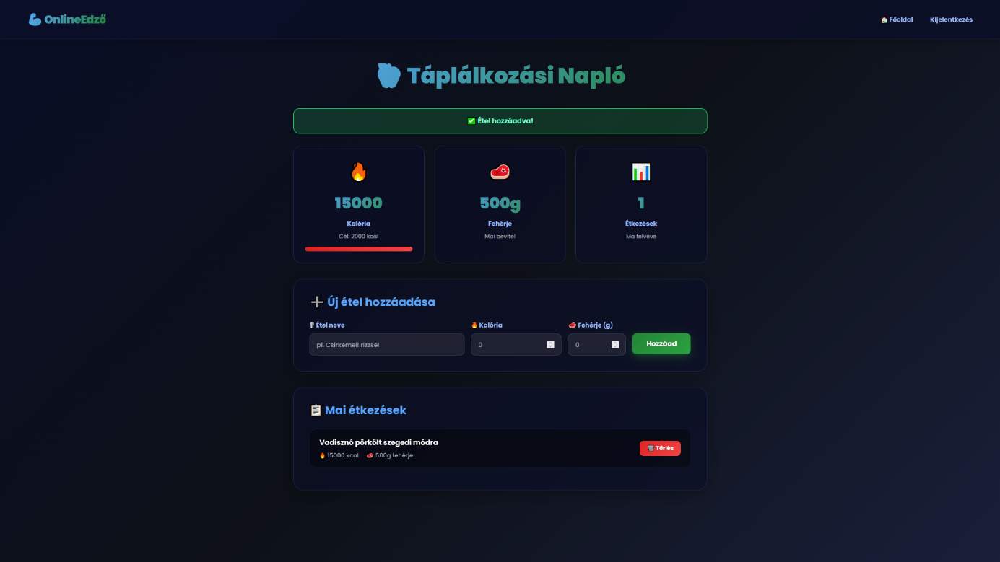 OnlineEdző
Főoldal
Kijelentkezés
Táplálkozási Napló
Étel hozzáadva!
15000
Kalória
Cél: 2000 kcal
500g
Fehérje
Mai bevitel
1
Étkezések
Ma felvéve
Új étel hozzáadása
Étel neve
Kalória
Fehérje (g)
pl. Csirkemell rizzsel
0
0
Hozzáad
Mai étkezések
Vadisznó pörkölt szegedi módra
15000 kcal 500g fehérje
Törlés